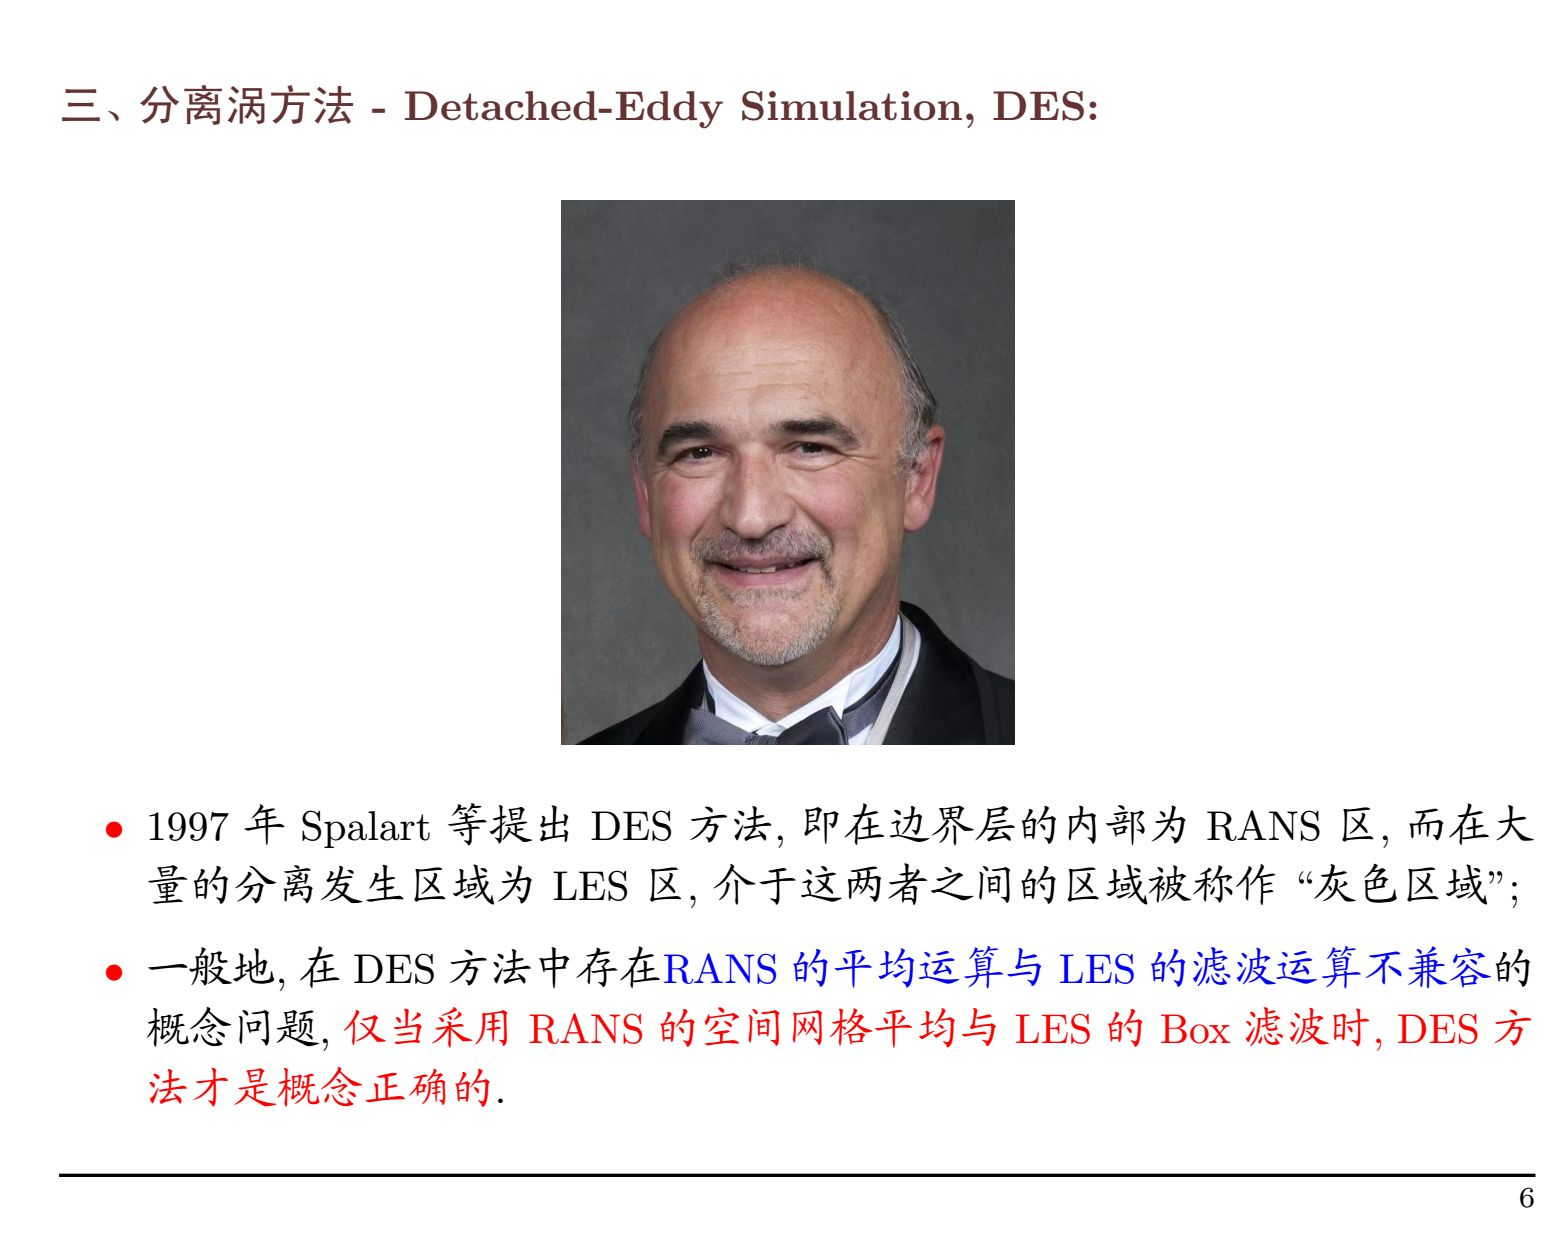 三、分离涡方法 - Detached-Eddy Simulation, DES:
• 1997 年 Spalart 等提出 DES 方法, 即在边界层的内部为 RANS 区, 而在大
量的分离发生区域为 LES 区, 介于这两者之间的区域被称作 “灰色区域”;
• 一般地, 在 DES 方法中存在RANS 的平均运算与 LES 的滤波运算不兼容的
概念问题, 仅当采用 RANS 的空间网格平均与 LES 的 Box 滤波时, DES 方
法才是概念正确的.
6